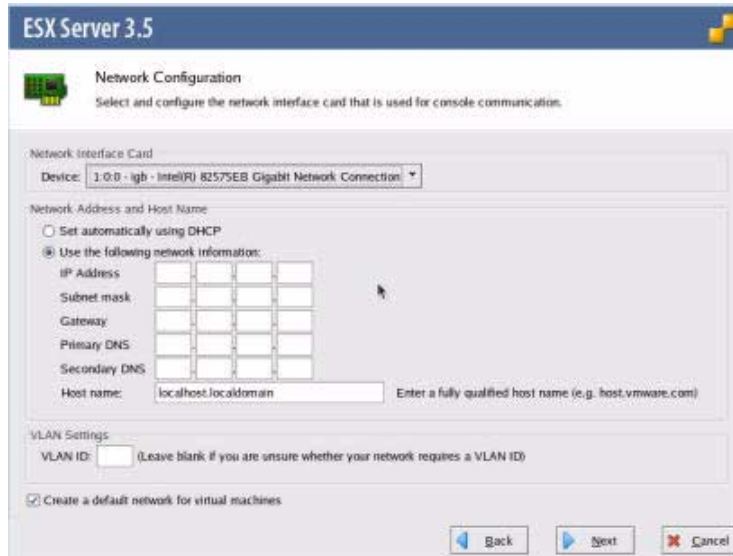 ESX Server 3.5
Network Configuration
Select and configure the network interface card that is used for console communication.
Network Interface Card
Device: 1:0:0 - igb - Intel(R) 82575EB Gigabit Network Connection
Network Address and Host Name
Set automatically using DHCP
Use the following network information:
IP Address
Subnet mask
Gateway
Primary DNS
Secondary DNS
Host name: localhost.localdomain Enter a fully qualified host name (e.g. host.vmware.com)
VLAN Settings
VLAN ID: (Leave blank if you are unsure whether your network requires a VLAN ID)
Create a default network for virtual machines
Back Next Cancel